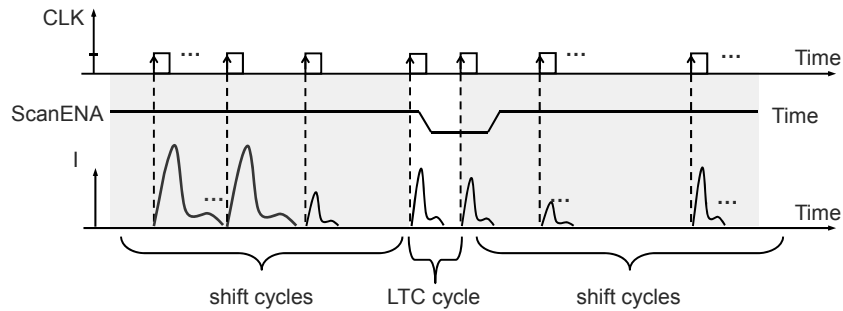 CLK
... ... ...
Time
ScanENA
Time
I
... ... ...
Time
shift cycles LTC cycle shift cycles